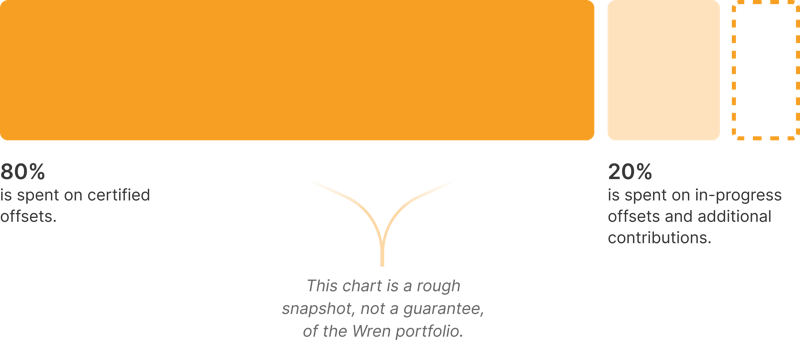 80%
is spent on certified
offsets.
20%
is spent on in-progress
offsets and additional
contributions.
This chart is a rough
snapshot, not a guarantee,
of the Wren portfolio.